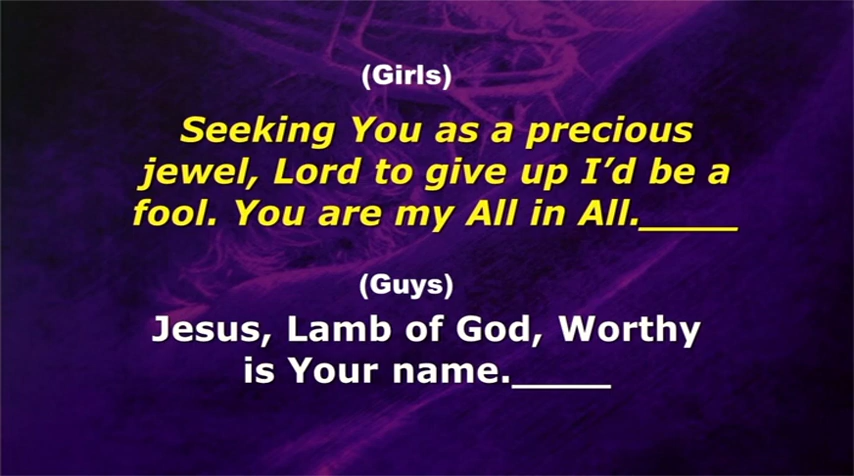 (Girls)
Seeking You as a precious
jewel, Lord to give up I’d be a
fool. You are my All in All.____
(Guys)
Jesus, Lamb of God, Worthy
is Your name.____